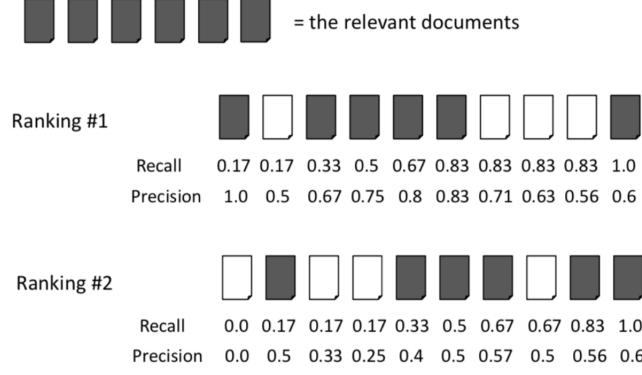 = the relevant documents
Ranking #1
Recall 0.17 0.17 0.33 0.5 0.67 0.83 0.83 0.83 0.83 1.0
Precision 1.0 0.5 0.67 0.75 0.8 0.83 0.71 0.63 0.56 0.6
Ranking #2
Recall 0.0 0.17 0.17 0.17 0.33 0.5 0.67 0.67 0.83 1.0
Precision 0.0 0.5 0.33 0.25 0.4 0.5 0.57 0.5 0.56 0.6